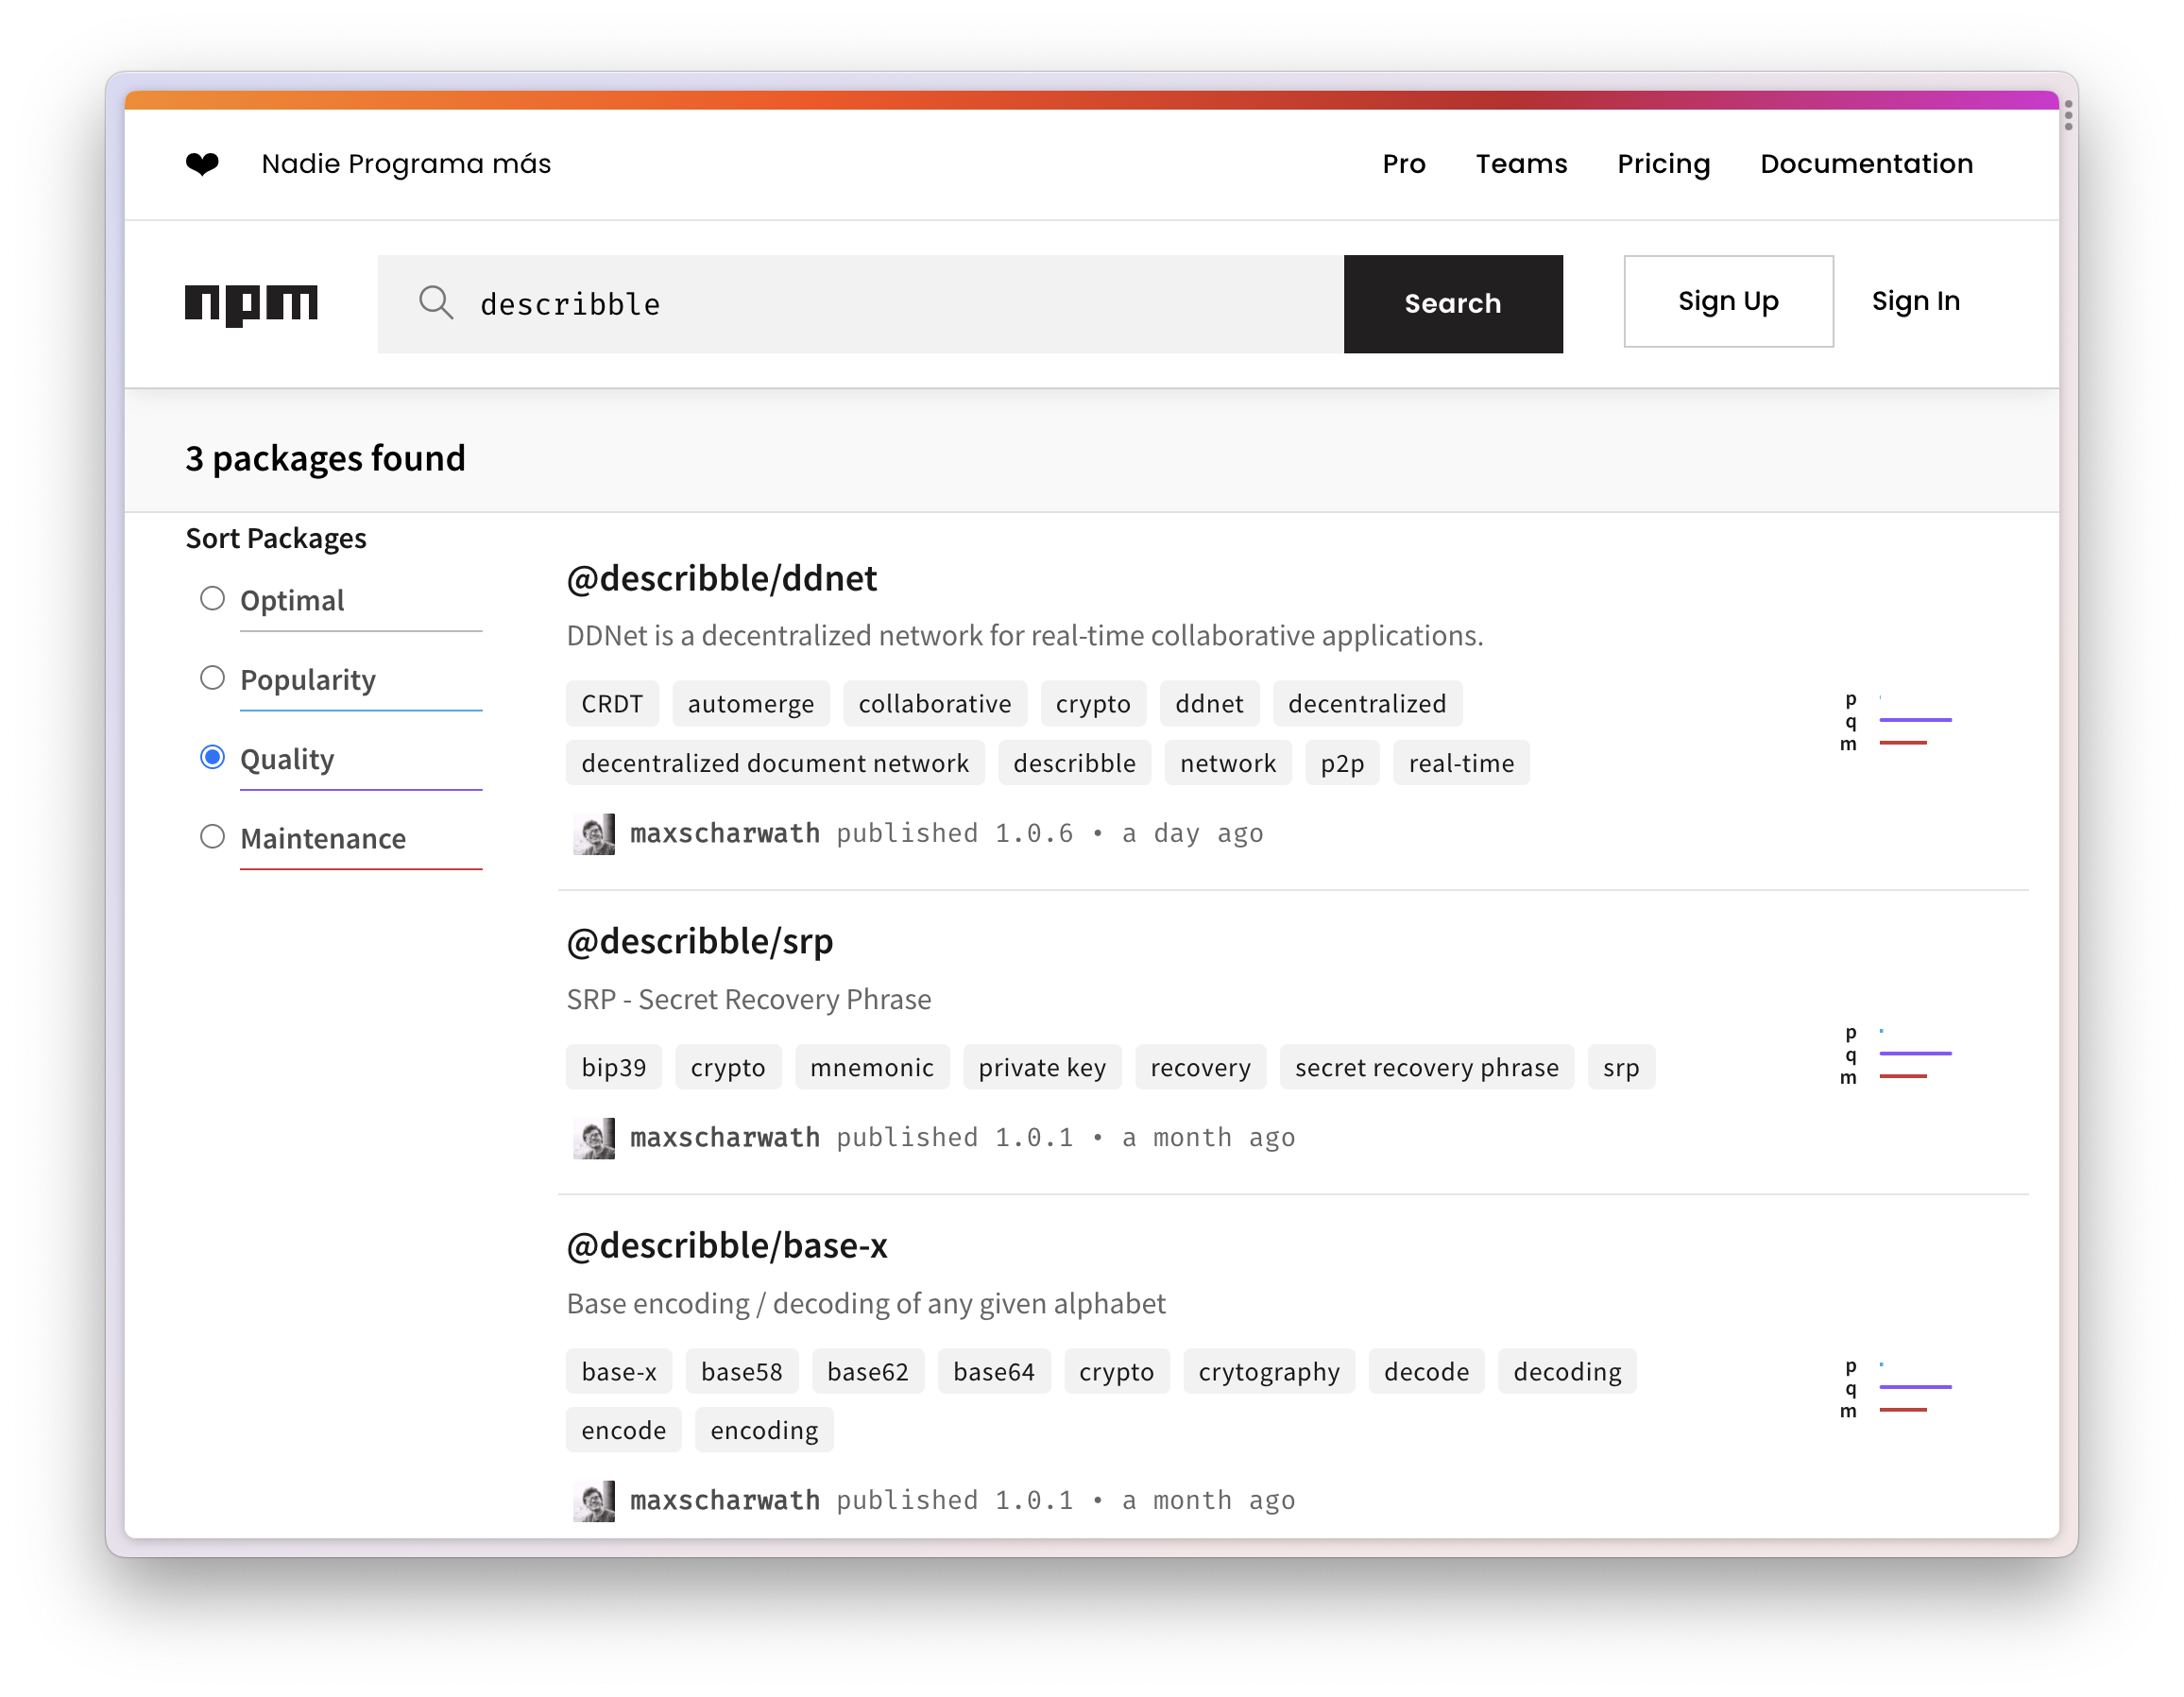 ❤ Nadie Programa más Pro Teams Pricing Documentation
npm describble Search Sign Up Sign In
3 packages found
Sort Packages
Optimal
Popularity
Quality
Maintenance
@describble/ddnet
DDNet is a decentralized network for real-time collaborative applications.
CRDT automerge collaborative crypto ddnet decentralized
decentralized document network describble network p2p real-time
p
q
m
maxscharwath published 1.0.6 • a day ago
@describble/srp
SRP - Secret Recovery Phrase
bip39 crypto mnemonic private key recovery secret recovery phrase srp
p
q
m
maxscharwath published 1.0.1 • a month ago
@describble/base-x
Base encoding / decoding of any given alphabet
base-x base58 base62 base64 crypto crytography decode decoding
encode encoding
p
q
m
maxscharwath published 1.0.1 • a month ago